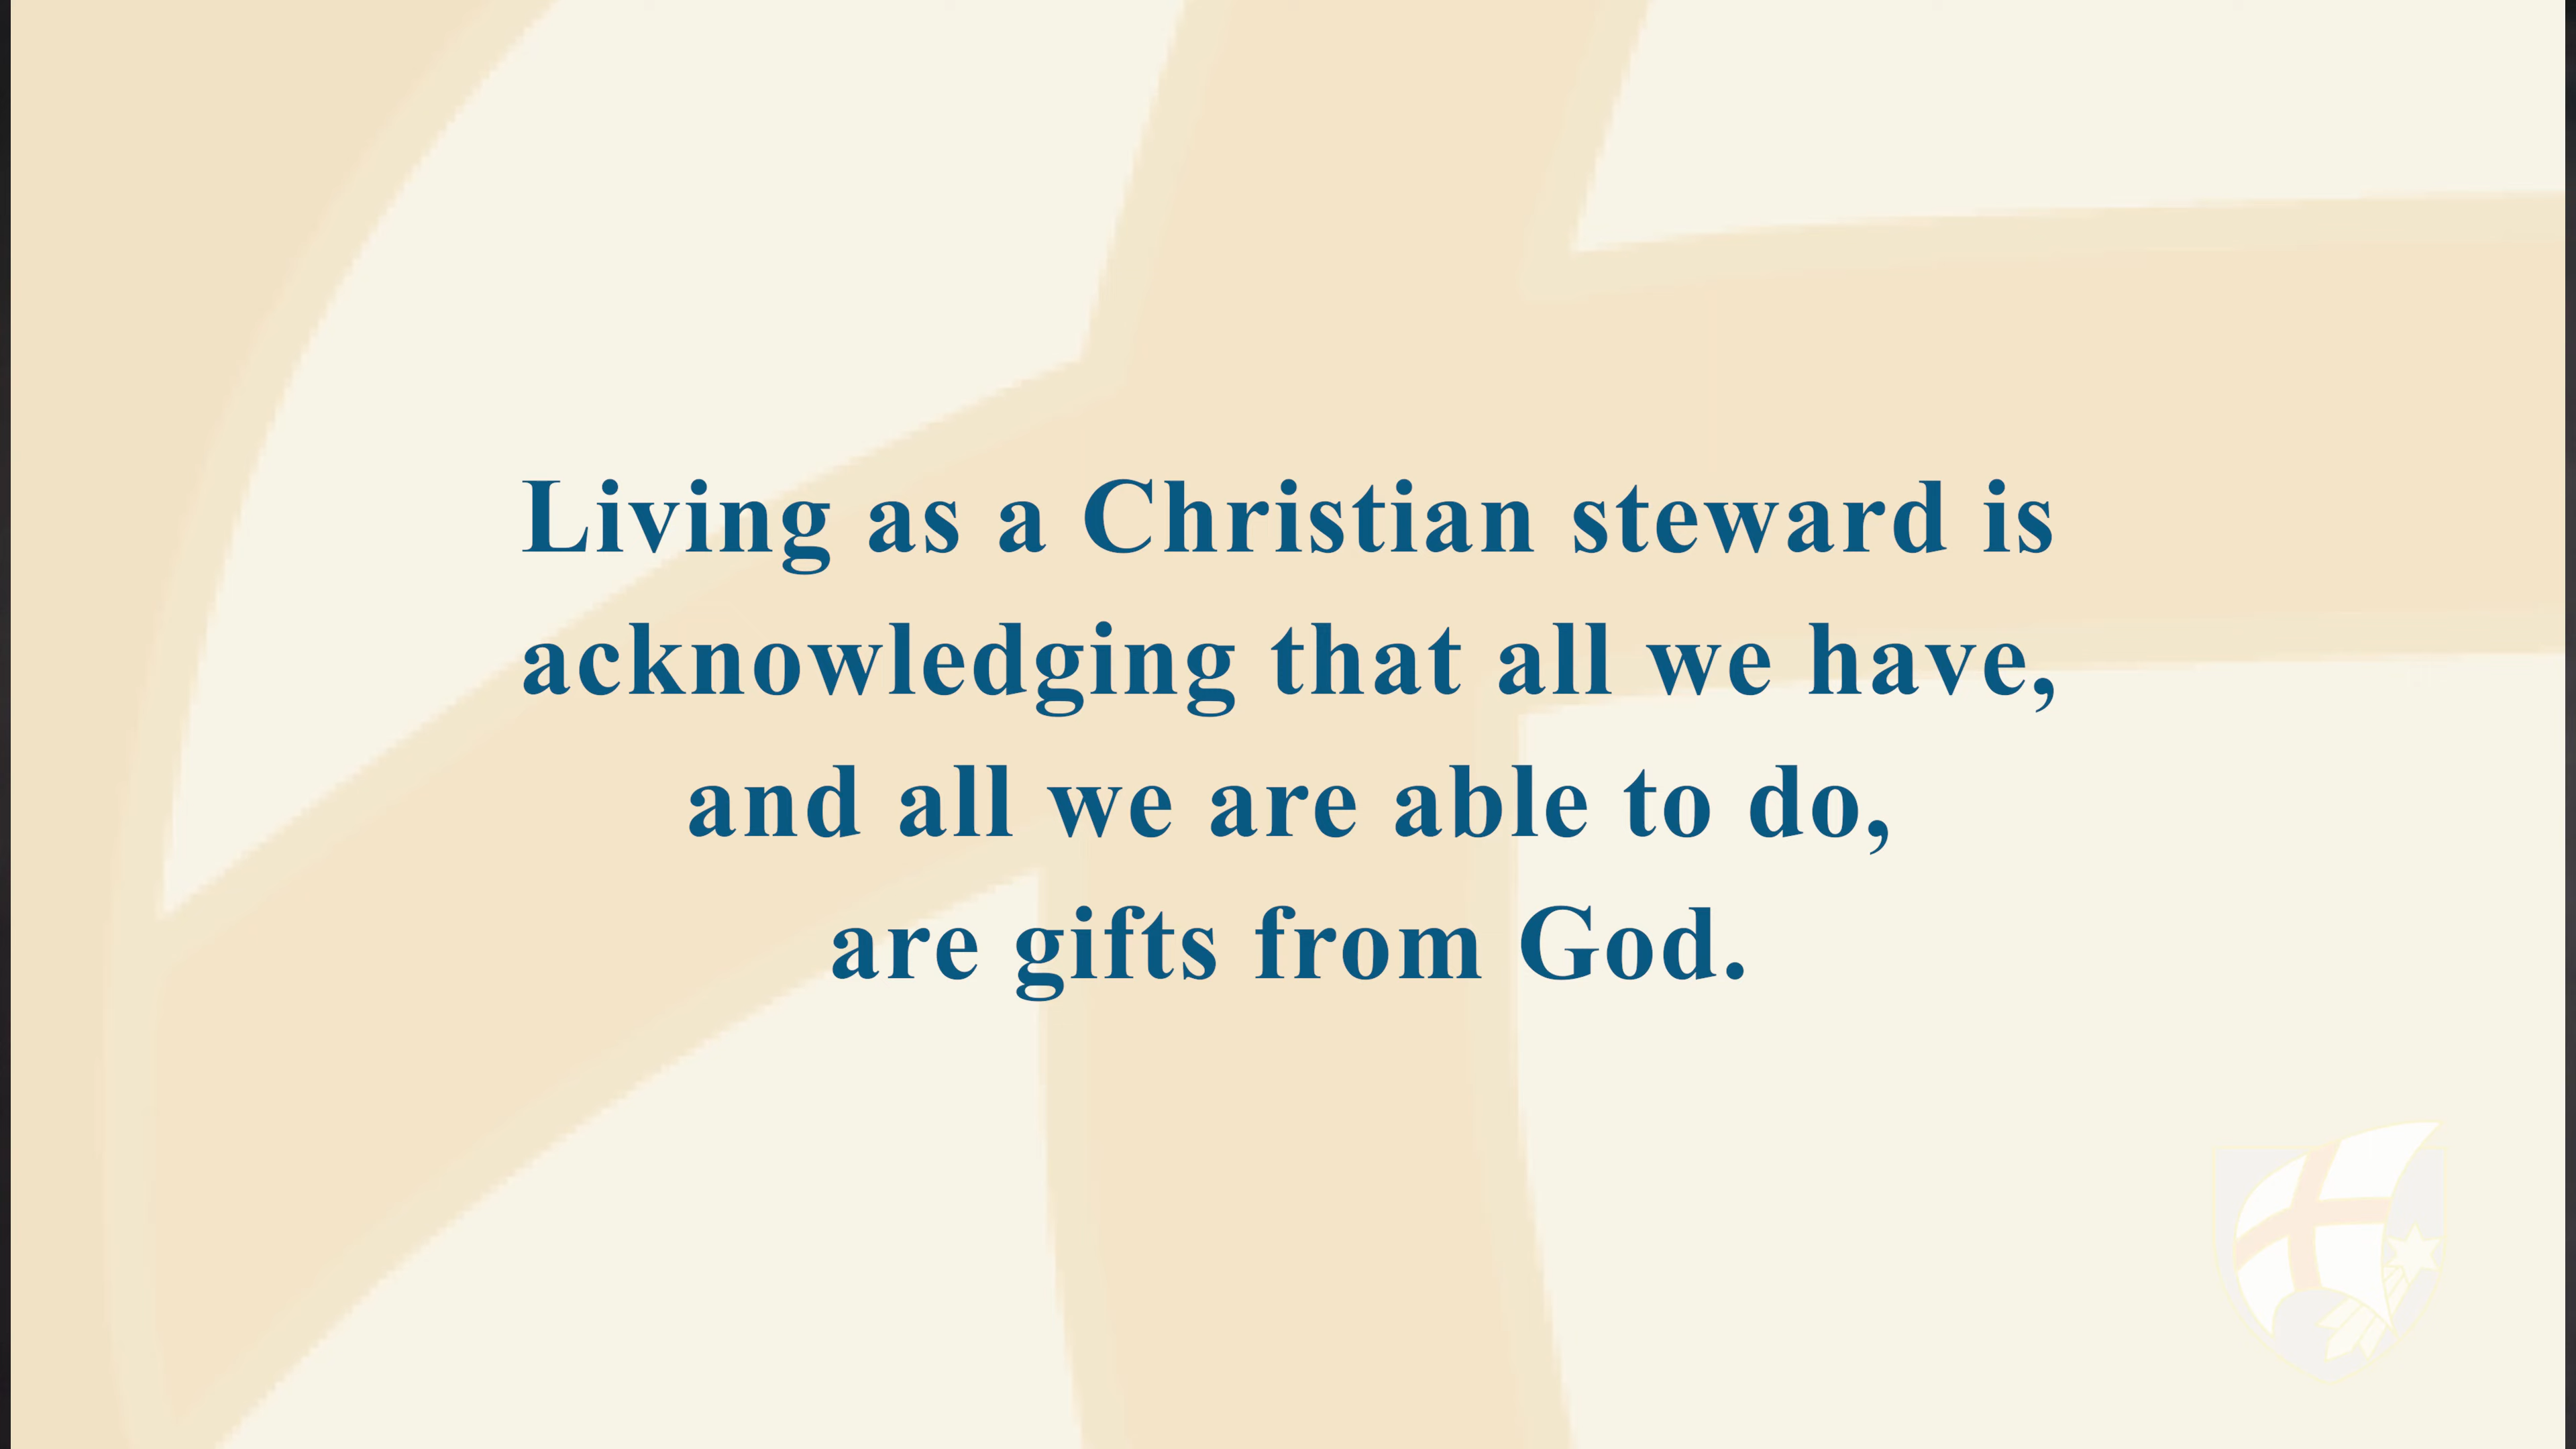 Living as a Christian steward is
acknowledging that all we have,
and all we are able to do,
are gifts from God.